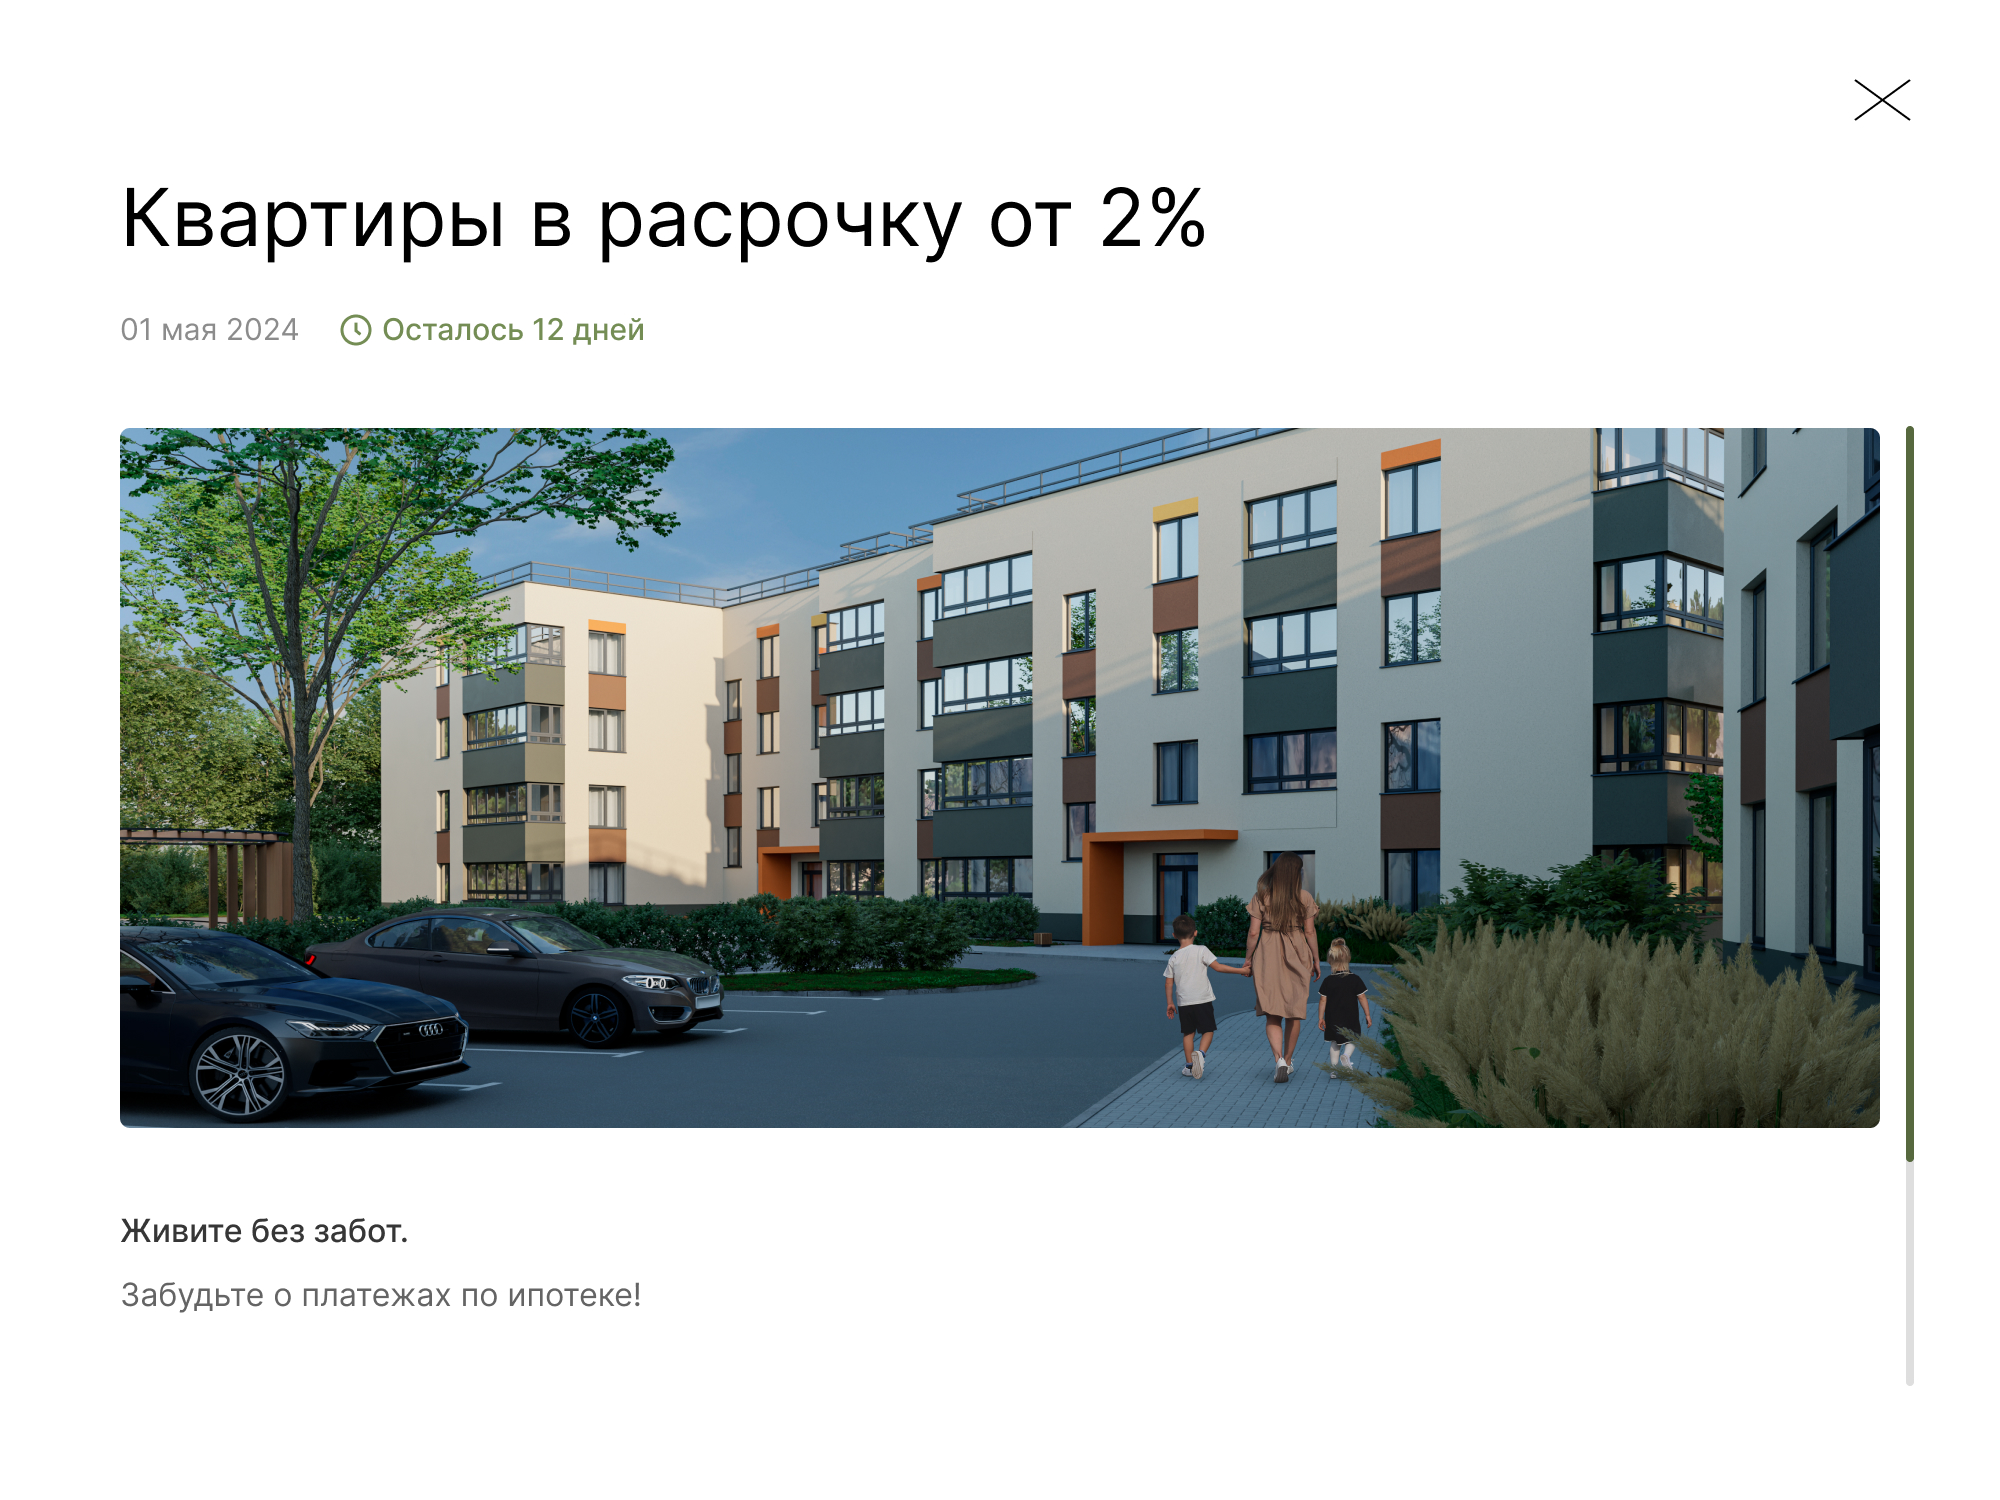 Квартиры в расрочку от 2%
01 мая 2024 Осталось 12 дней
Живите без забот.
Забудьте о платежах по ипотеке!